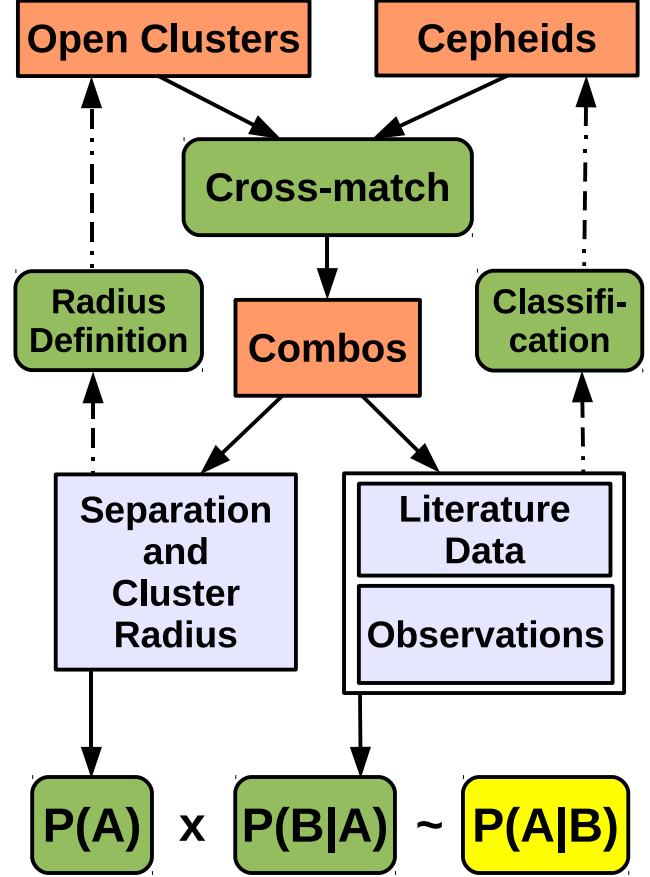 Open Clusters
Cepheids
Cross-match
Radius
Definition
Classifi-
cation
Combos
Separation
and
Cluster
Radius
Literature
Data
Observations
P(A) x P(B|A) ~ P(A|B)